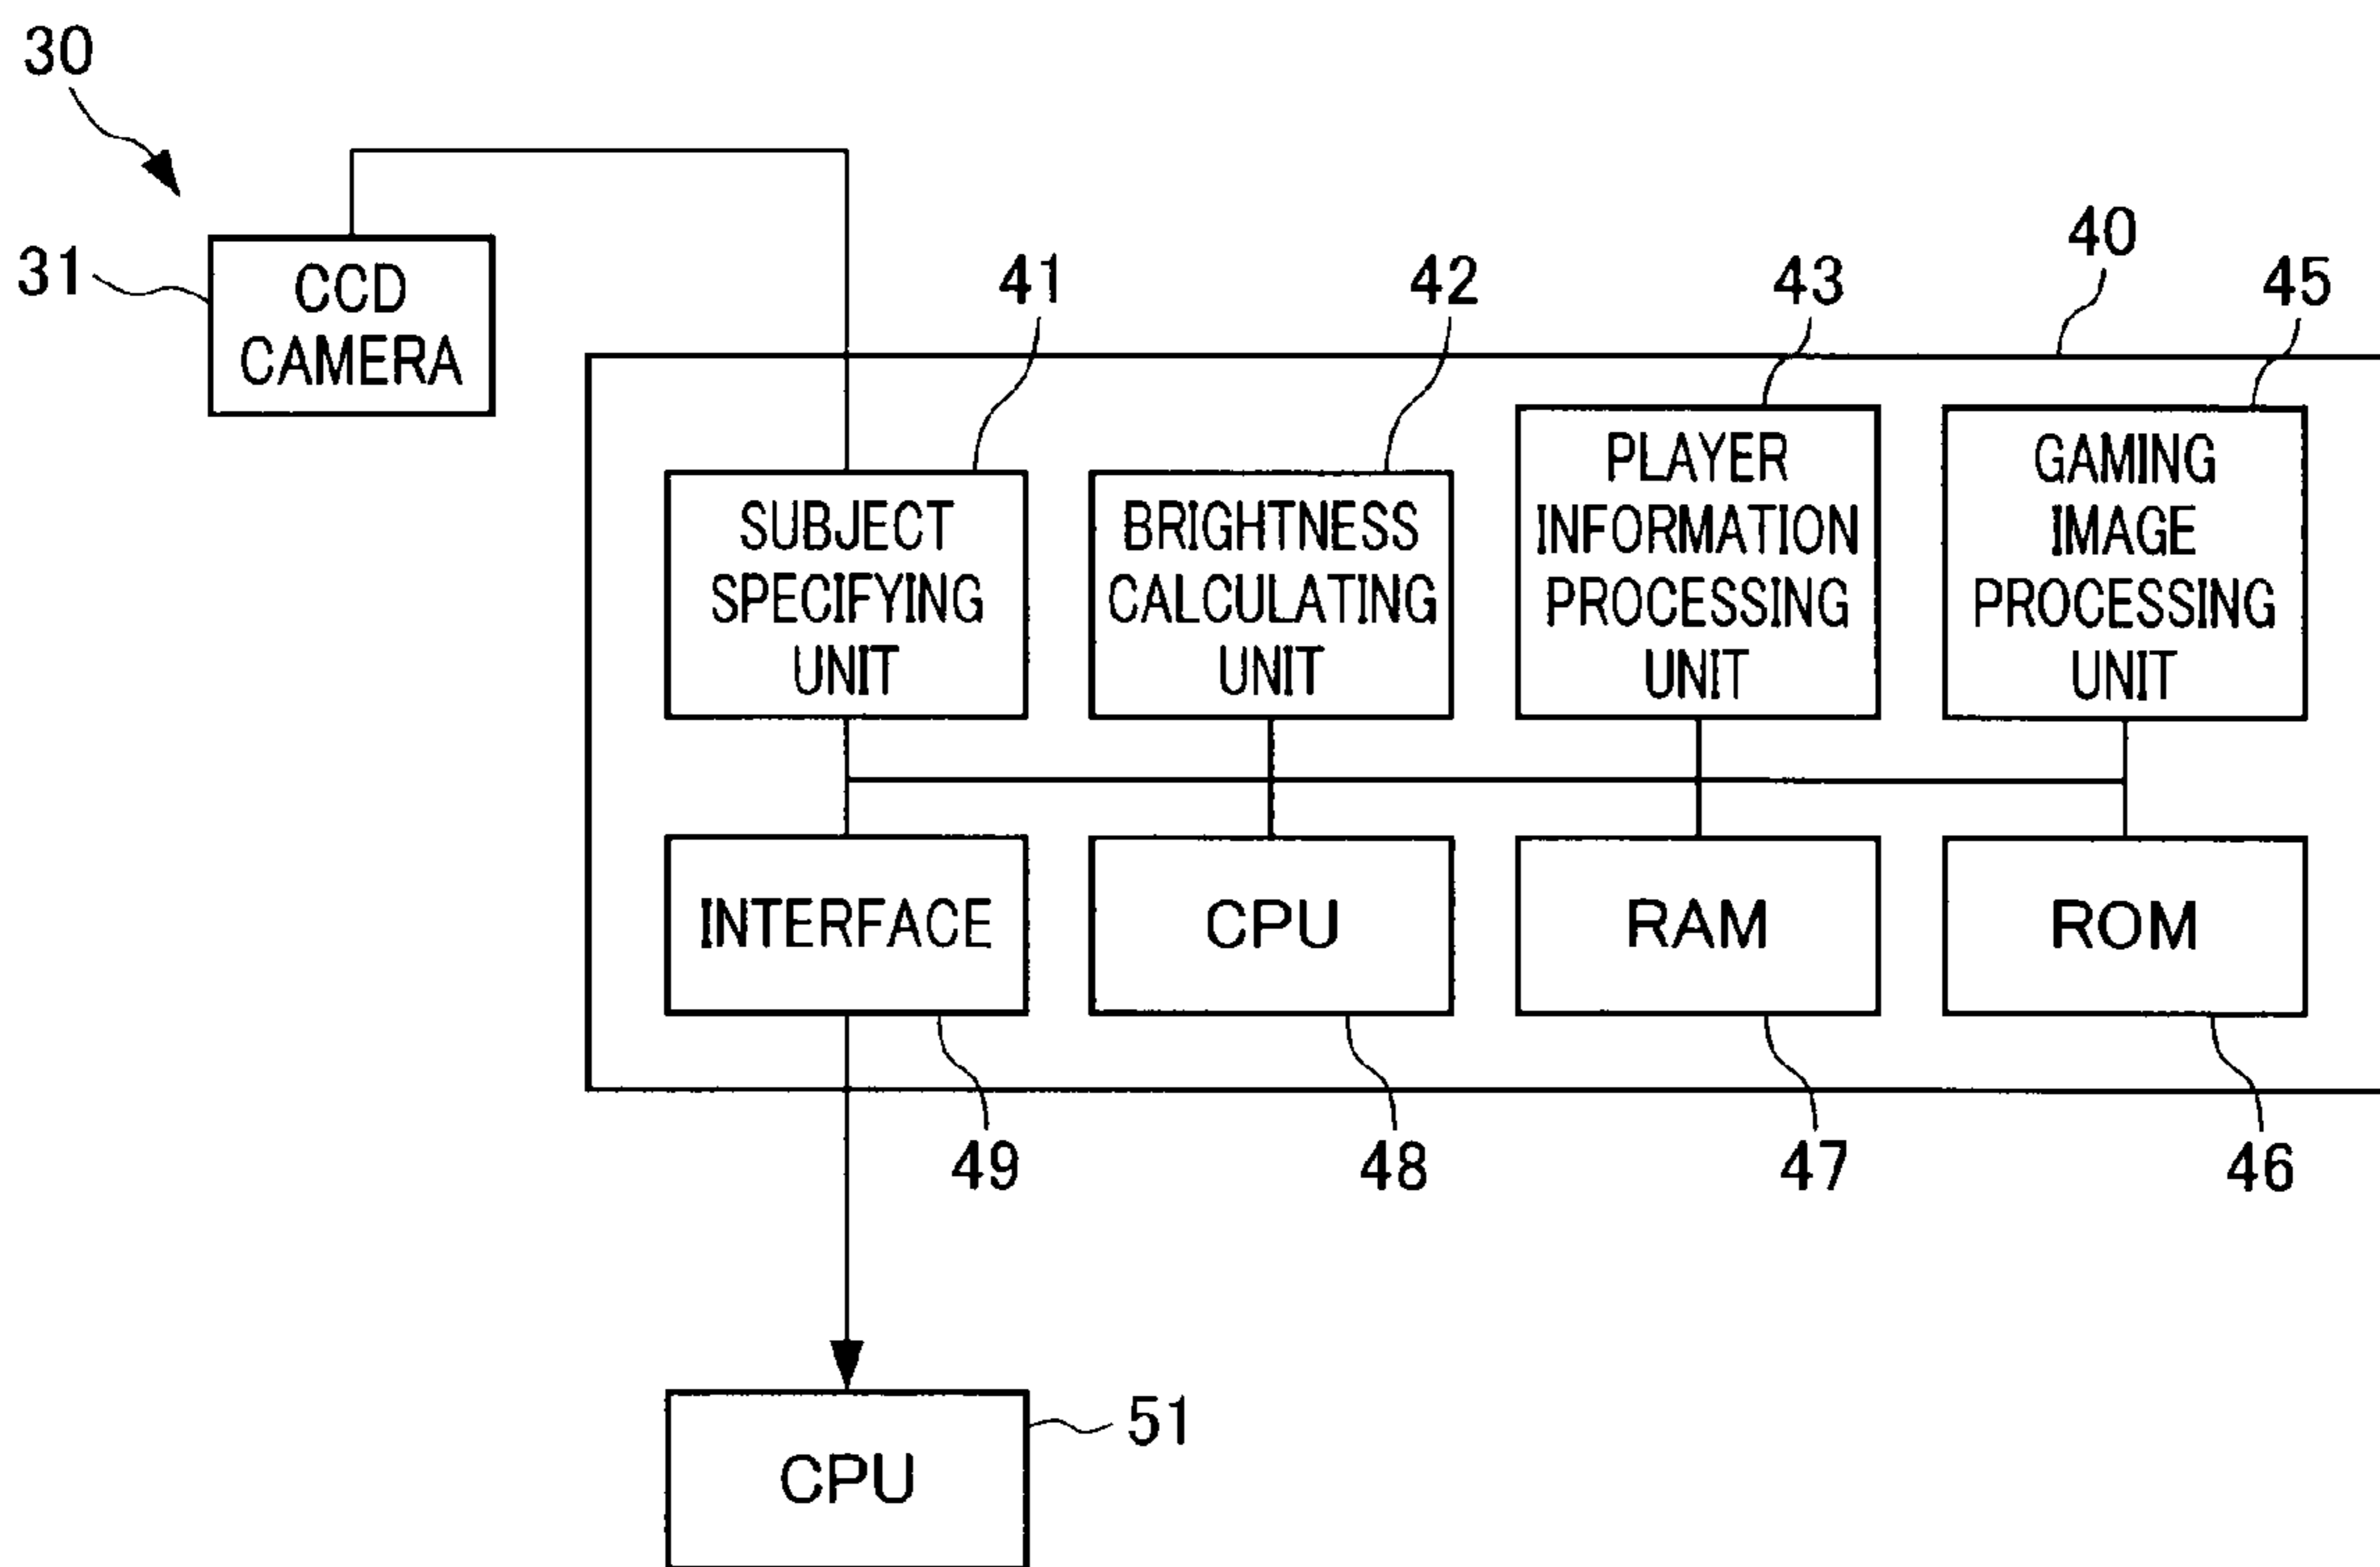 30
31
CCD
CAMERA
40
41
42
43
45
SUBJECT
SPECIFYING
UNIT
BRIGHTNESS
CALCULATING
UNIT
PLAYER
INFORMATION
PROCESSING
UNIT
GAMING
IMAGE
PROCESSING
UNIT
INTERFACE
CPU
RAM
ROM
49
48
47
46
51
CPU